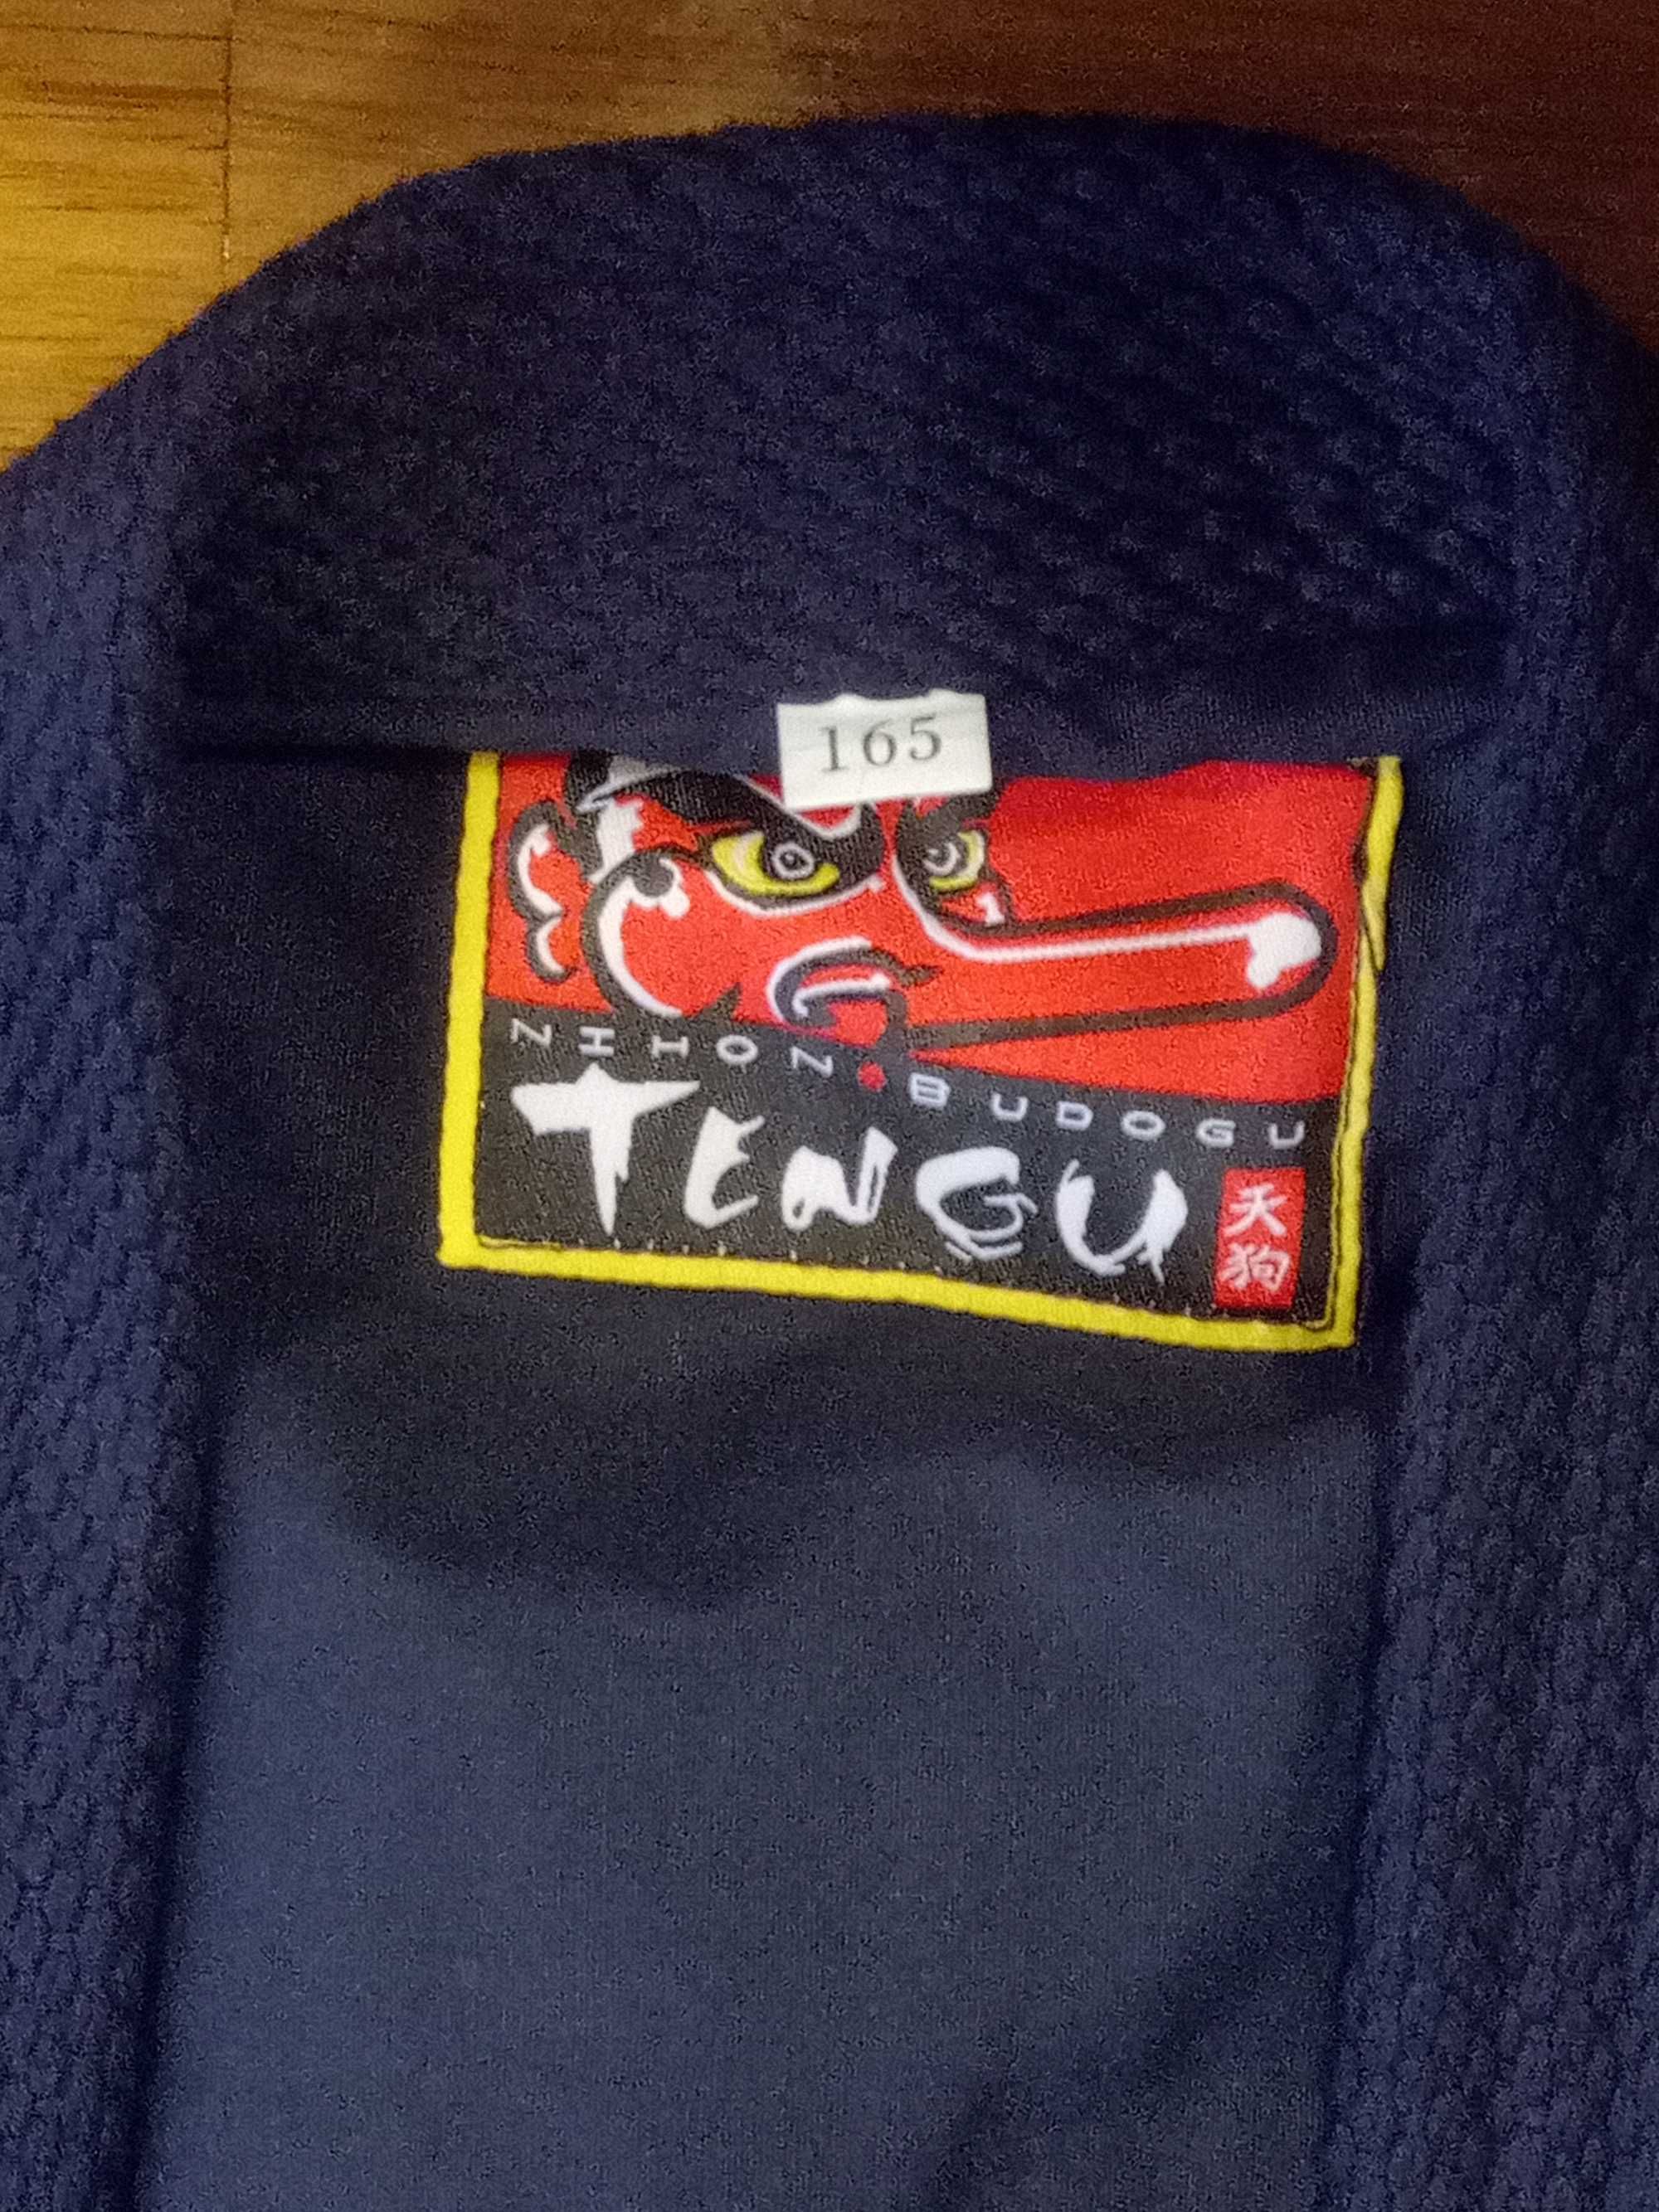 165
NIHON BUDOGU
TENGU
天狗